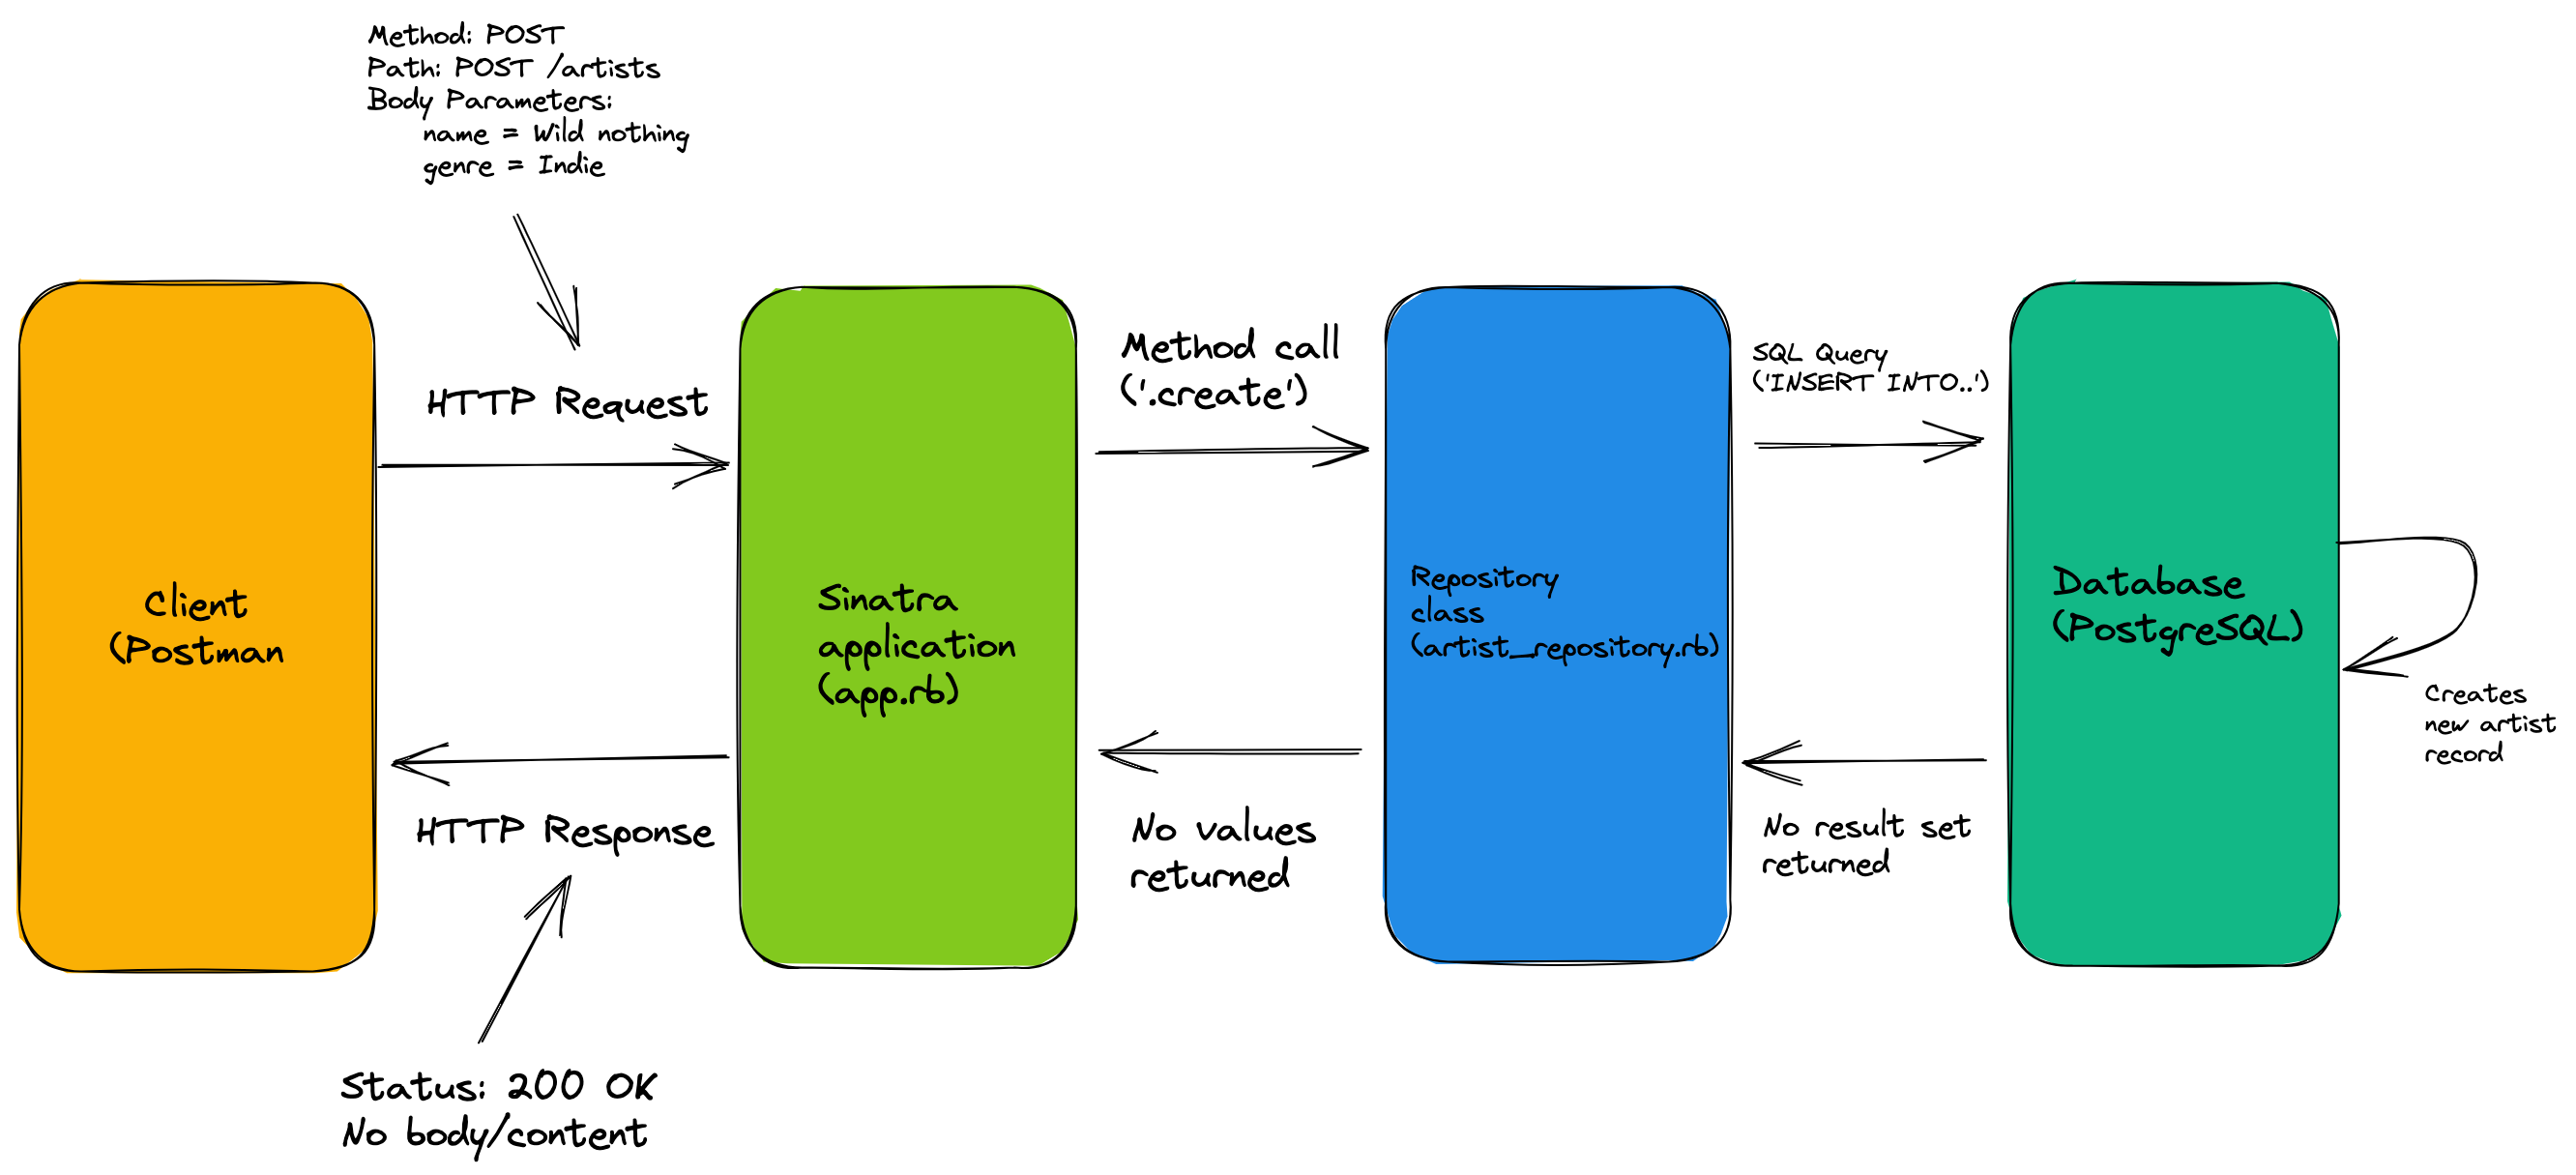 Method: POST
Path: POST /artists
Body Parameters:
name = Wild nothing
genre = Indie
HTTP Request
Method call
('.create')
SQL Query
('INSERT INTO..')
Client
(Postman
Sinatra
application
(app.rb)
Repository
class
(artist_repository.rb)
Database
(PostgreSQL)
Creates
new artist
record
HTTP Response
No values
returned
No result set
returned
Status: 200 OK
No body/content